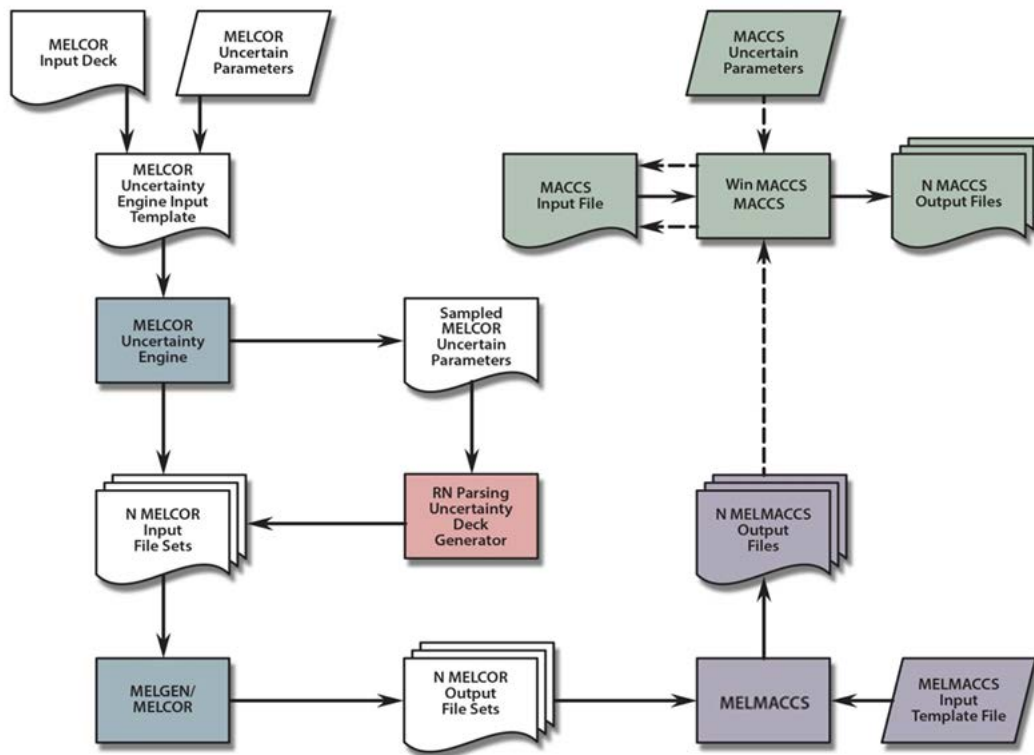 MELCOR
Input Deck
MELCOR
Uncertain
Parameters
MACCS
Uncertain
Parameters
MELCOR
Uncertainty
Engine Input
Template
MACCS
Input File
Win MACCS
MACCS
N MACCS
Output Files
MELCOR
Uncertainty
Engine
Sampled
MELCOR
Uncertain
Parameters
N MELCOR
Input
File Sets
RN Parsing
Uncertainty
Deck
Generator
N MELMACCS
Output
Files
MELGEN/
MELCOR
N MELCOR
Output
File Sets
MELMACCS
MELMACCS
Input
Template File